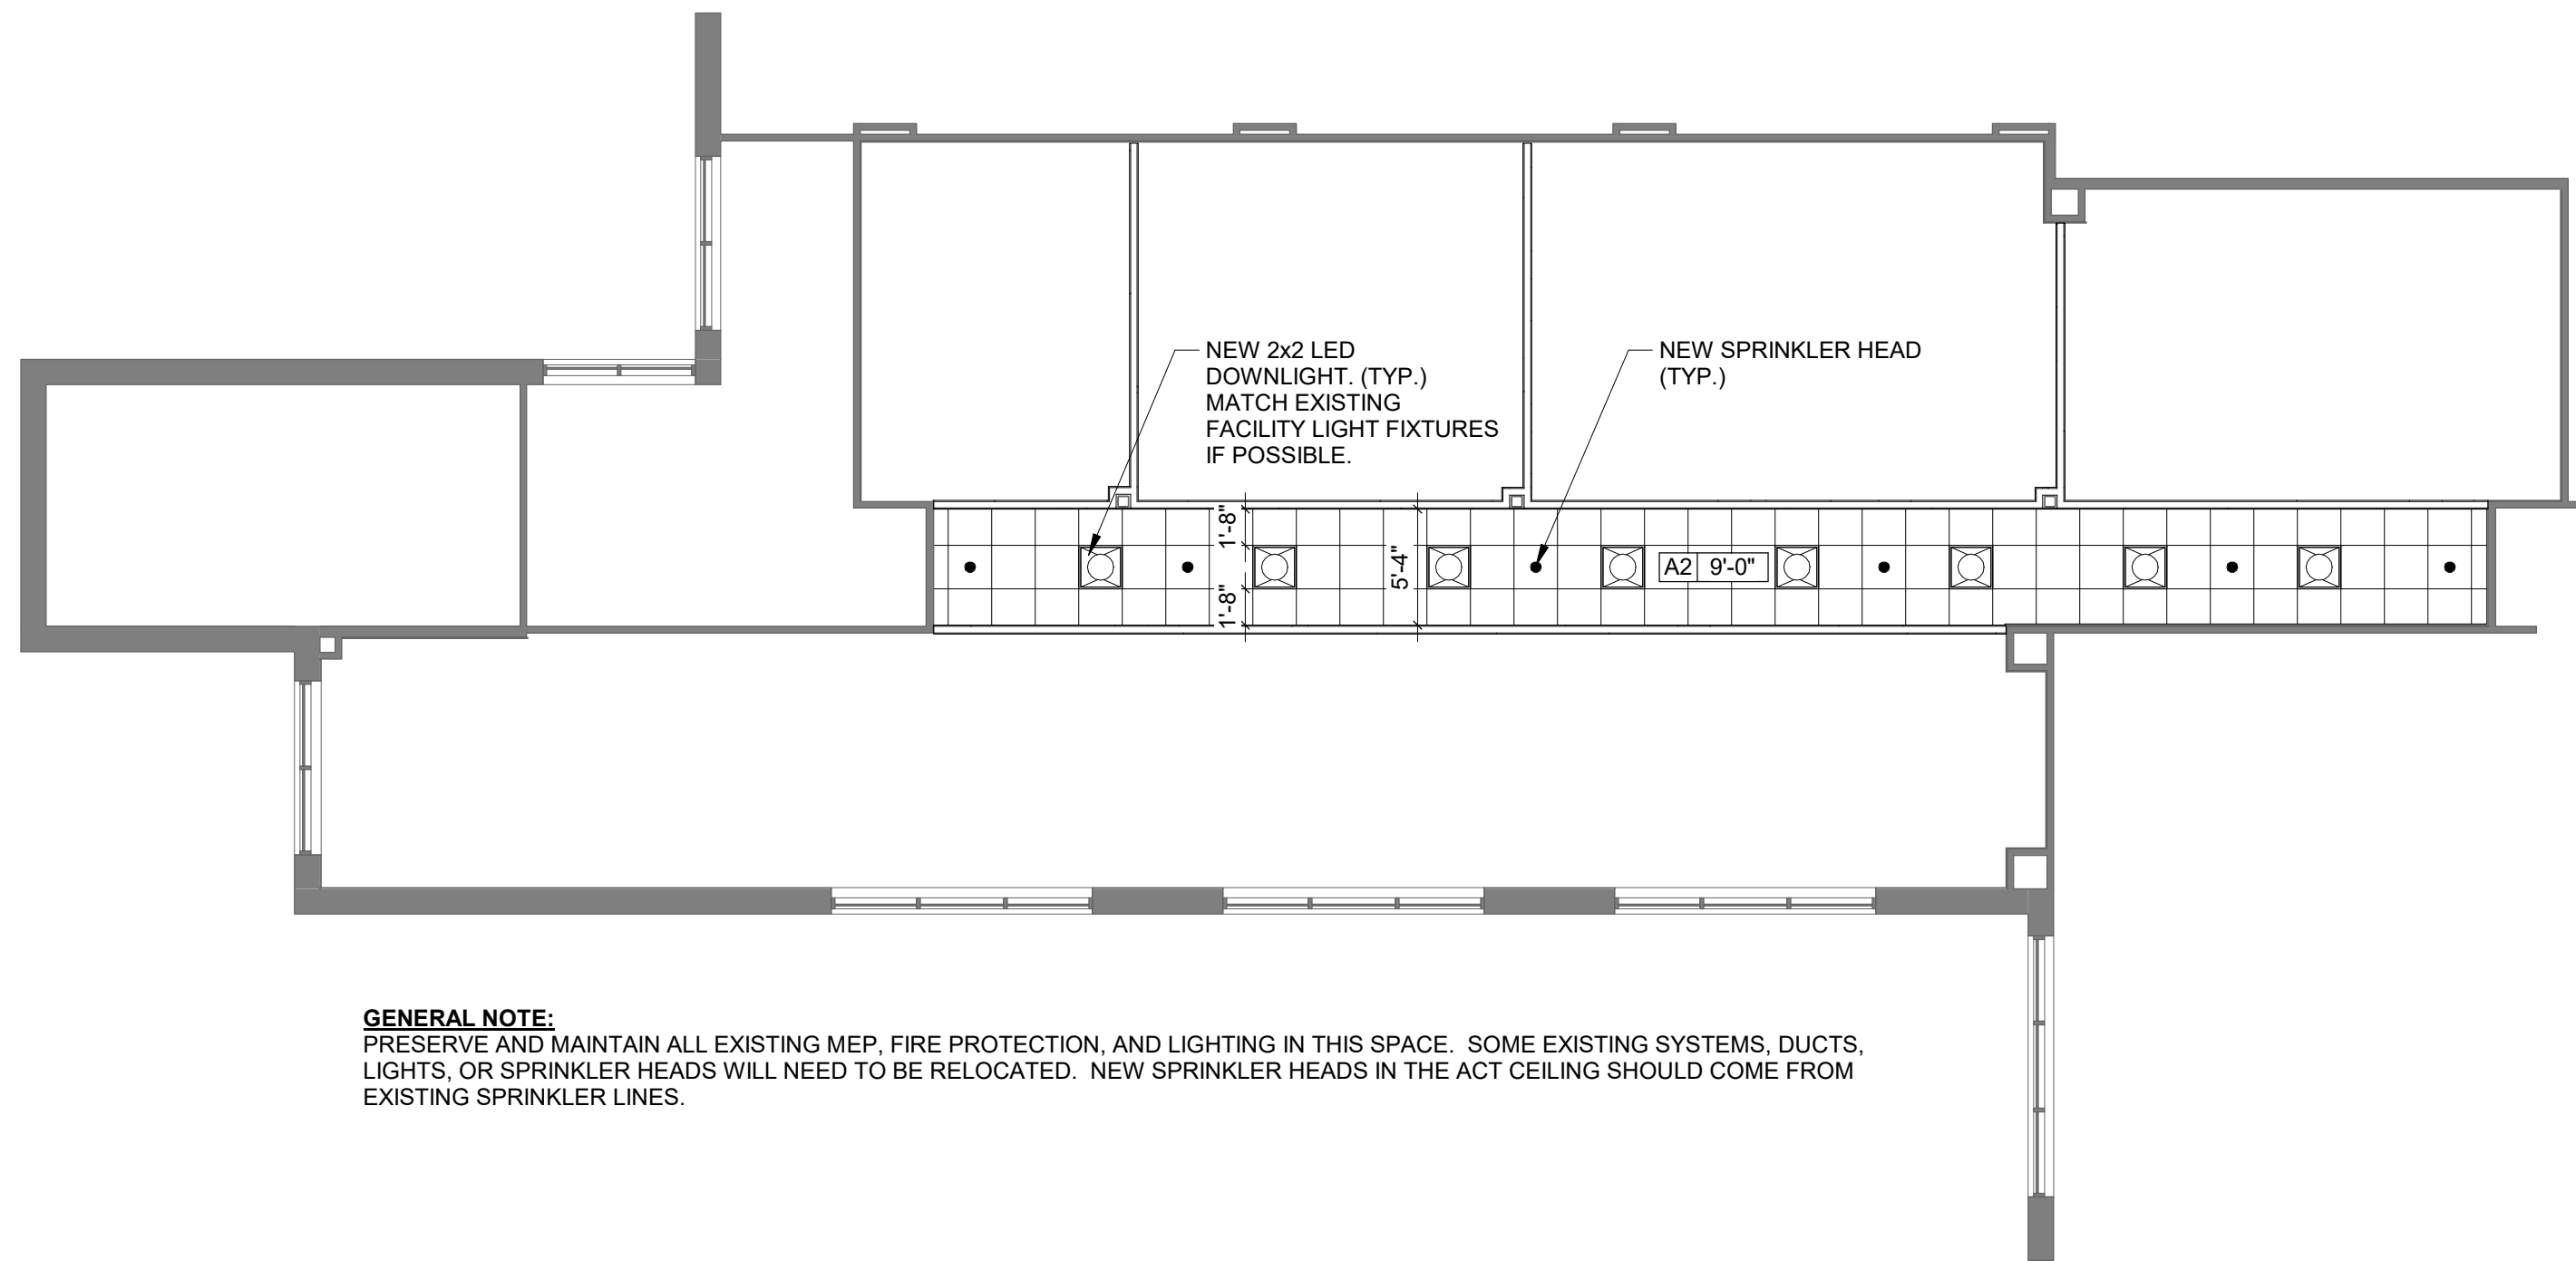 NEW 2x2 LED
DOWNLIGHT. (TYP.)
MATCH EXISTING
FACILITY LIGHT FIXTURES
IF POSSIBLE.
NEW SPRINKLER HEAD
(TYP.)
1'-8"
5'-4"
1'-8"
A2 9'-0"
GENERAL NOTE:
PRESERVE AND MAINTAIN ALL EXISTING MEP, FIRE PROTECTION, AND LIGHTING IN THIS SPACE. SOME EXISTING SYSTEMS, DUCTS,
LIGHTS, OR SPRINKLER HEADS WILL NEED TO BE RELOCATED. NEW SPRINKLER HEADS IN THE ACT CEILING SHOULD COME FROM
EXISTING SPRINKLER LINES.